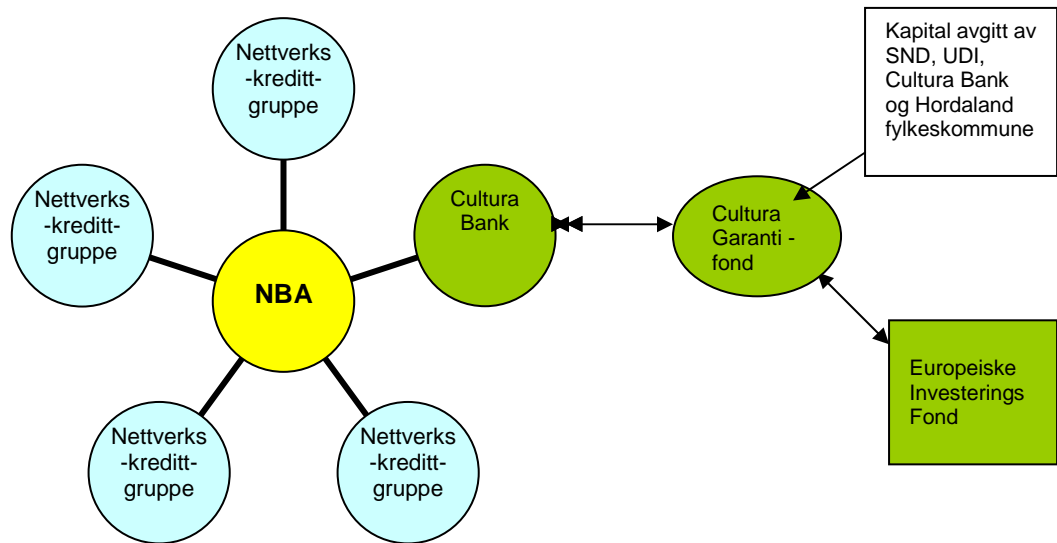 Nettverks
-kreditt-
gruppe
Kapital avgitt av
SND, UDI,
Cultura Bank
og Hordaland
fylkeskommune
Nettverks
-kreditt-
gruppe
Cultura
Bank
Cultura
Garanti -
fond
NBA
Europeiske
Investerings
Fond
Nettverks
-kreditt-
gruppe
Nettverks
-kreditt-
gruppe